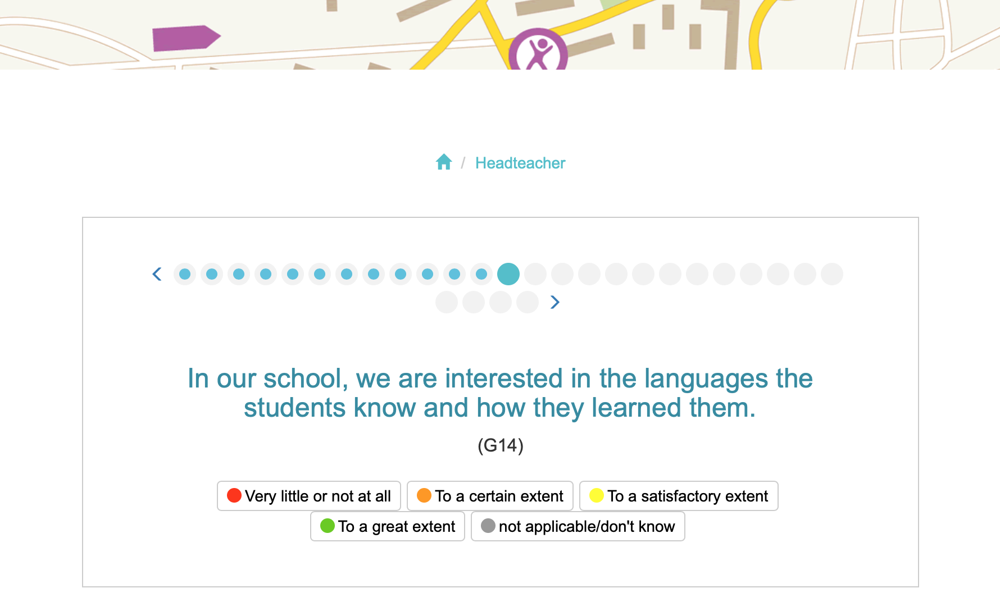 / Headteacher
In our school, we are interested in the languages the
students know and how they learned them.
(G14)
Very little or not at all To a certain extent To a satisfactory extent
To a great extent not applicable/don't know